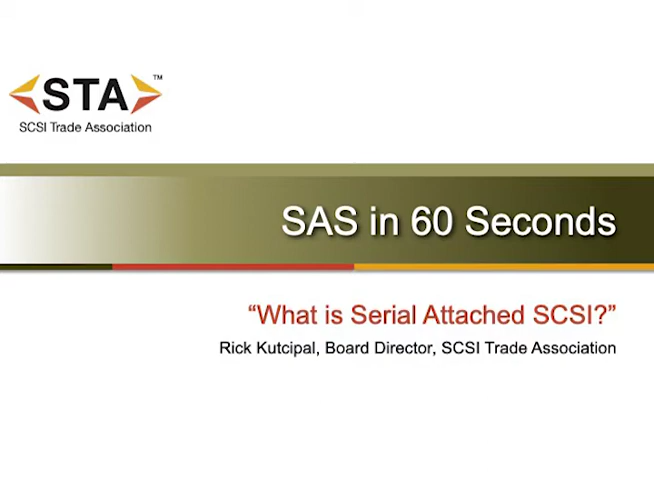 STA™
SCSI Trade Association
SAS in 60 Seconds
“What is Serial Attached SCSI?”
Rick Kutcipal, Board Director, SCSI Trade Association